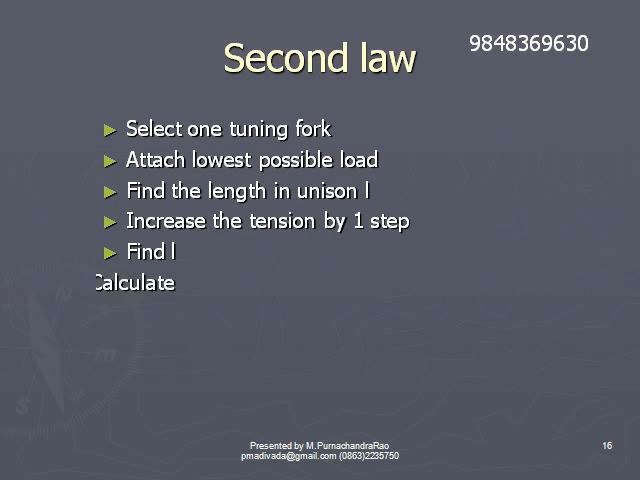 Second law
9848369630
► Select one tuning fork
► Attach lowest possible load
► Find the length in unison l
► Increase the tension by 1 step
► Find l
Calculate
Presented by M.PurnachandraRao
pmadivada@gmail.com (0863)2235750
16